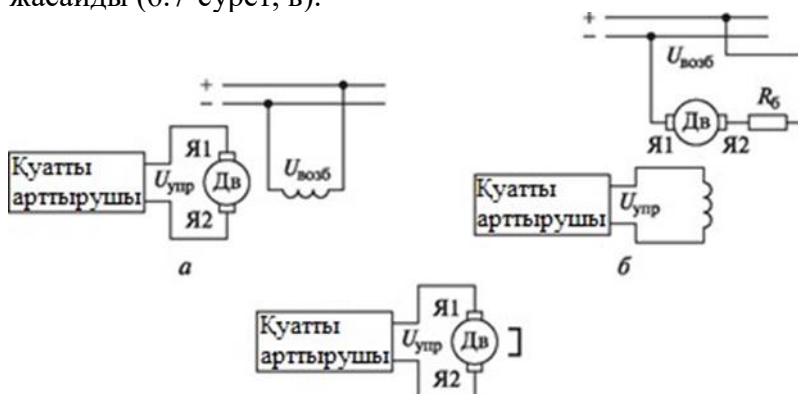 жасайды (6.7-сурет, в).
+
−
Uвозб
Дв
Rб
Я1
Я2
Қуатты
арттырушы
Uупр
б
+
−
Uвозб
Я1
Қуатты
арттырушы
Uупр
Дв
Я2
а
Я1
Қуатты
арттырушы
Uупр
Дв
Я2